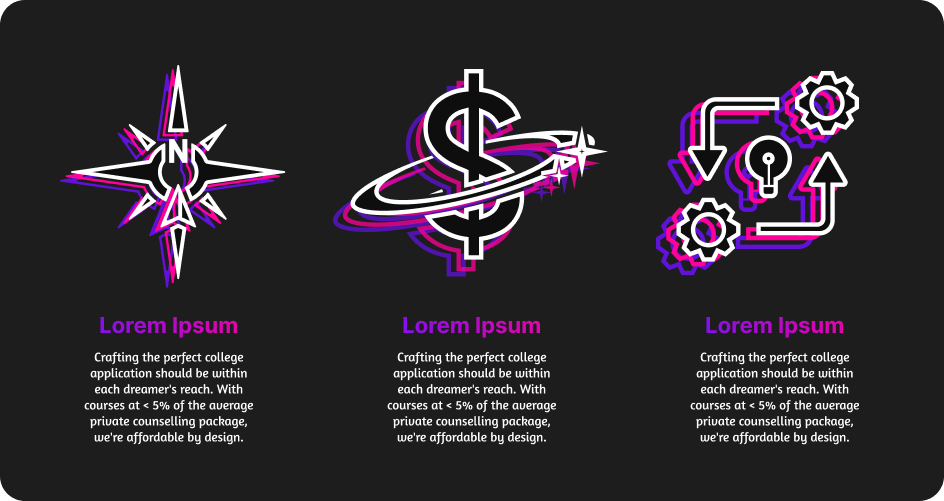 N
Lorem Ipsum
Crafting the perfect college
application should be within
each dreamer's reach. With
courses at < 5% of the average
private counselling package,
we're affordable by design.
$
Lorem Ipsum
Crafting the perfect college
application should be within
each dreamer's reach. With
courses at < 5% of the average
private counselling package,
we're affordable by design.
Lorem Ipsum
Crafting the perfect college
application should be within
each dreamer's reach. With
courses at < 5% of the average
private counselling package,
we're affordable by design.